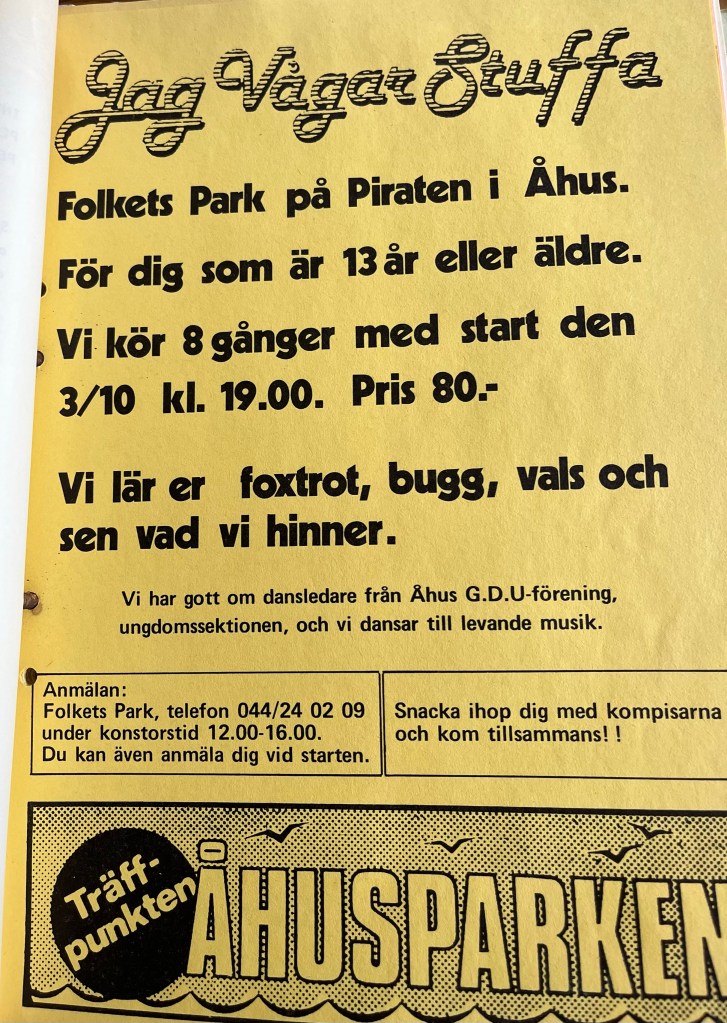 Jag Vågar Stuffa
Folkets Park på Piraten i Åhus.
För dig som är 13 år eller äldre.
Vi kör 8 gånger med start den
3/10 kl. 19.00. Pris 80.-
Vi lär er foxtrot, bugg, vals och
sen vad vi hinner.
Vi har gott om dansledare från Åhus G.D.U-förening,
ungdomssektionen, och vi dansar till levande musik.
Anmälan:
Folkets Park, telefon 044/24 02 09
under konstorstid 12.00-16.00.
Du kan även anmäla dig vid starten.
Snacka ihop dig med kompisarna
och kom tillsammans! !
Träff-
punkten
ÅHUSPARKEN